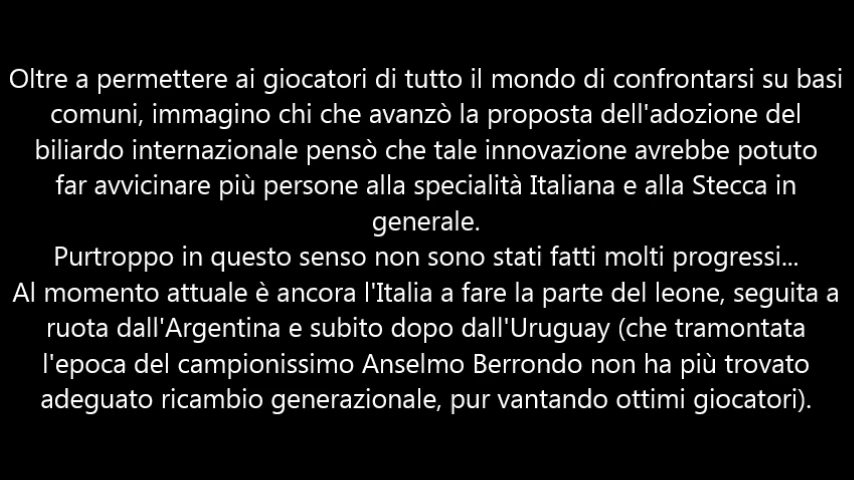 Oltre a permettere ai giocatori di tutto il mondo di confrontarsi su basi
comuni, immagino chi che avanzò la proposta dell'adozione del
biliardo internazionale pensò che tale innovazione avrebbe potuto
far avvicinare più persone alla specialità Italiana e alla Stecca in
generale.
Purtroppo in questo senso non sono stati fatti molti progressi...
Al momento attuale è ancora l'Italia a fare la parte del leone, seguita a
ruota dall'Argentina e subito dopo dall'Uruguay (che tramontata
l'epoca del campionissimo Anselmo Berrondo non ha più trovato
adeguato ricambio generazionale, pur vantando ottimi giocatori).